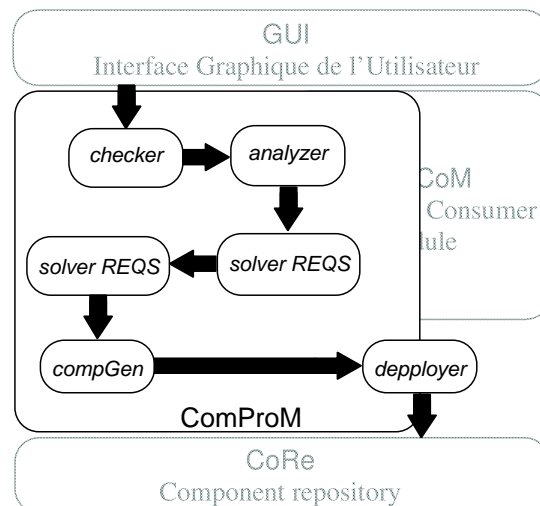 GUI
Interface Graphique de l'Utilisateur
checker
analyzer
CoM
Consumer
dule
solver REQS
solver REQS
compGen
depployer
ComProM
CoRe
Component repository